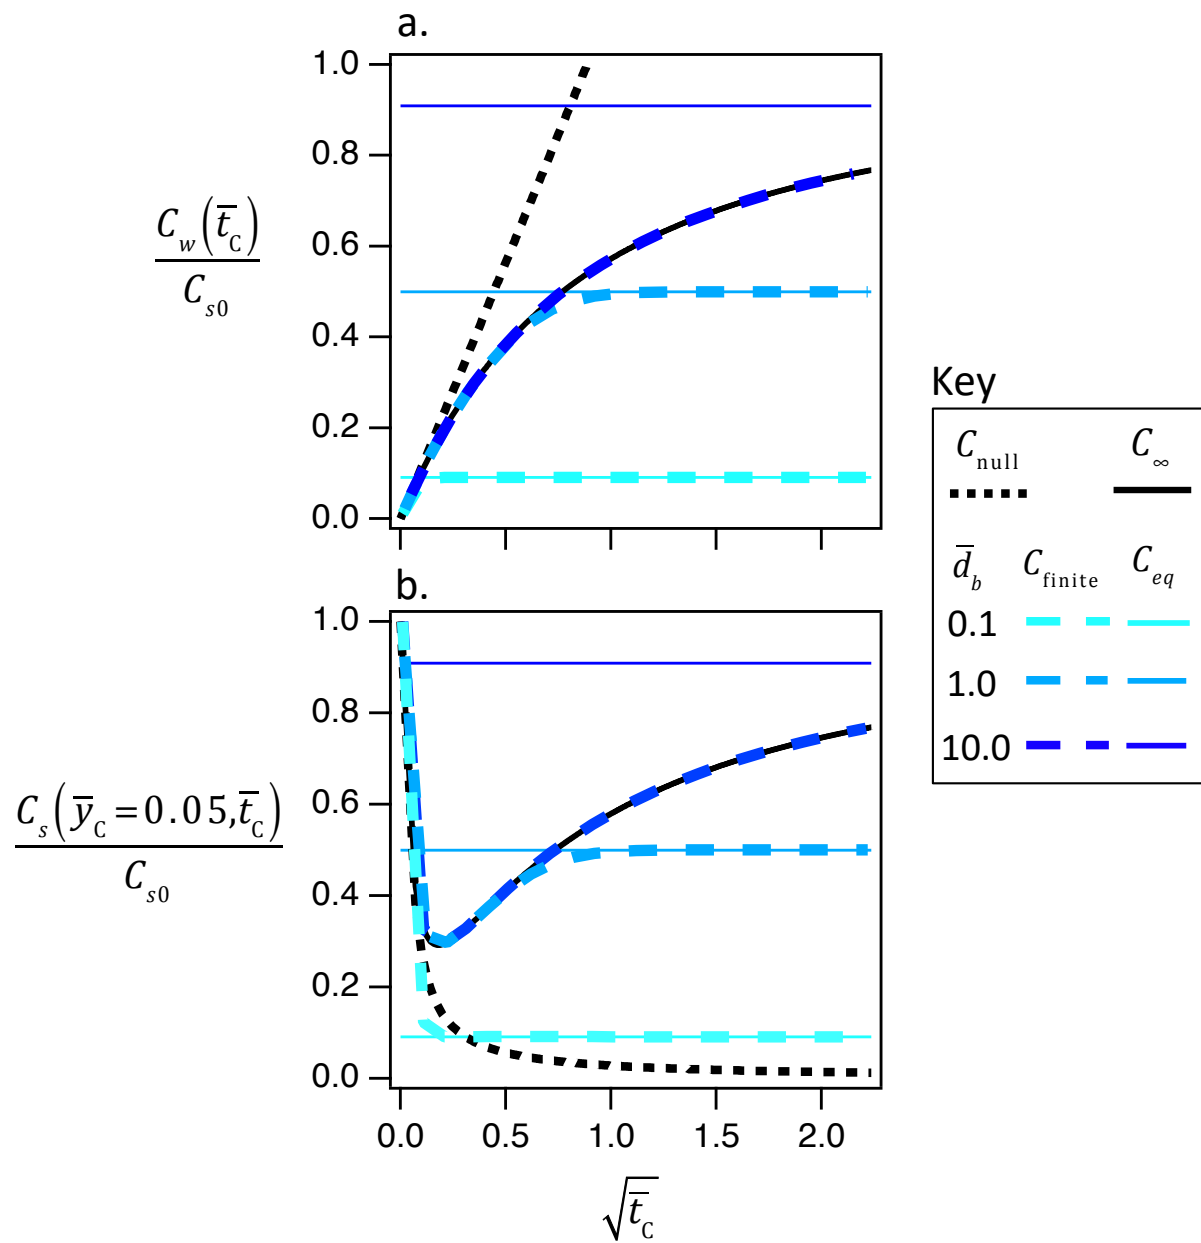 a.
1.0
0.8
0.6
0.4
0.2
0.0
C_w(t̄_C)
C_s0
b.
1.0
0.8
0.6
0.4
0.2
0.0
C_s(ȳ_C=0.05,t̄_C)
C_s0
0.0 0.5 1.0 1.5 2.0
√t̄_C
Key
C_null C_∞
d̄_b C_finite C_eq
0.1
1.0
10.0